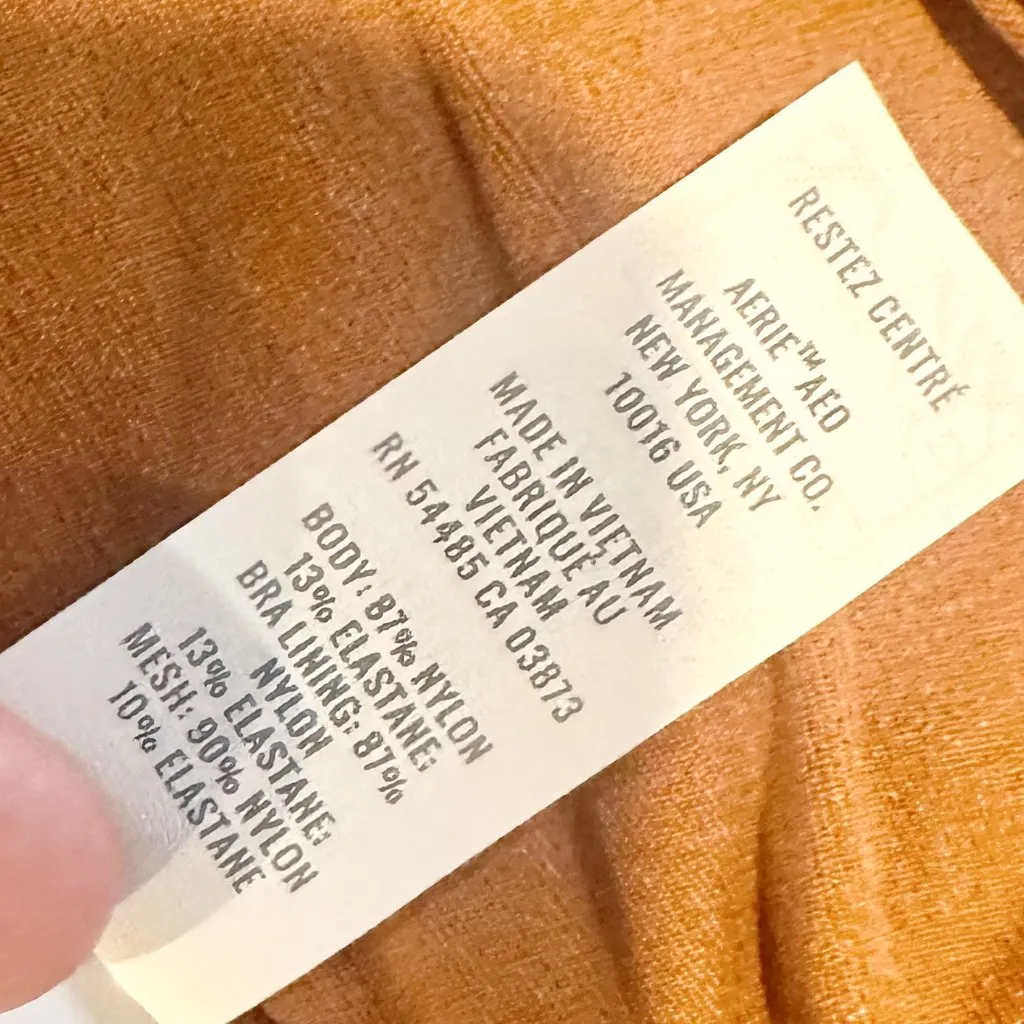 RESTEZ CENTRÉ
AERIE™ AEO
MANAGEMENT CO.
NEW YORK, NY
10016 USA
MADE IN VIETNAM
FABRIQUÉ AU
VIETNAM
RN 54485 CA 03873
BODY: 87% NYLON
13% ELASTANE;
BRA LINING: 87%
NYLON
13% ELASTANE;
MESH: 90% NYLON
10% ELASTANE